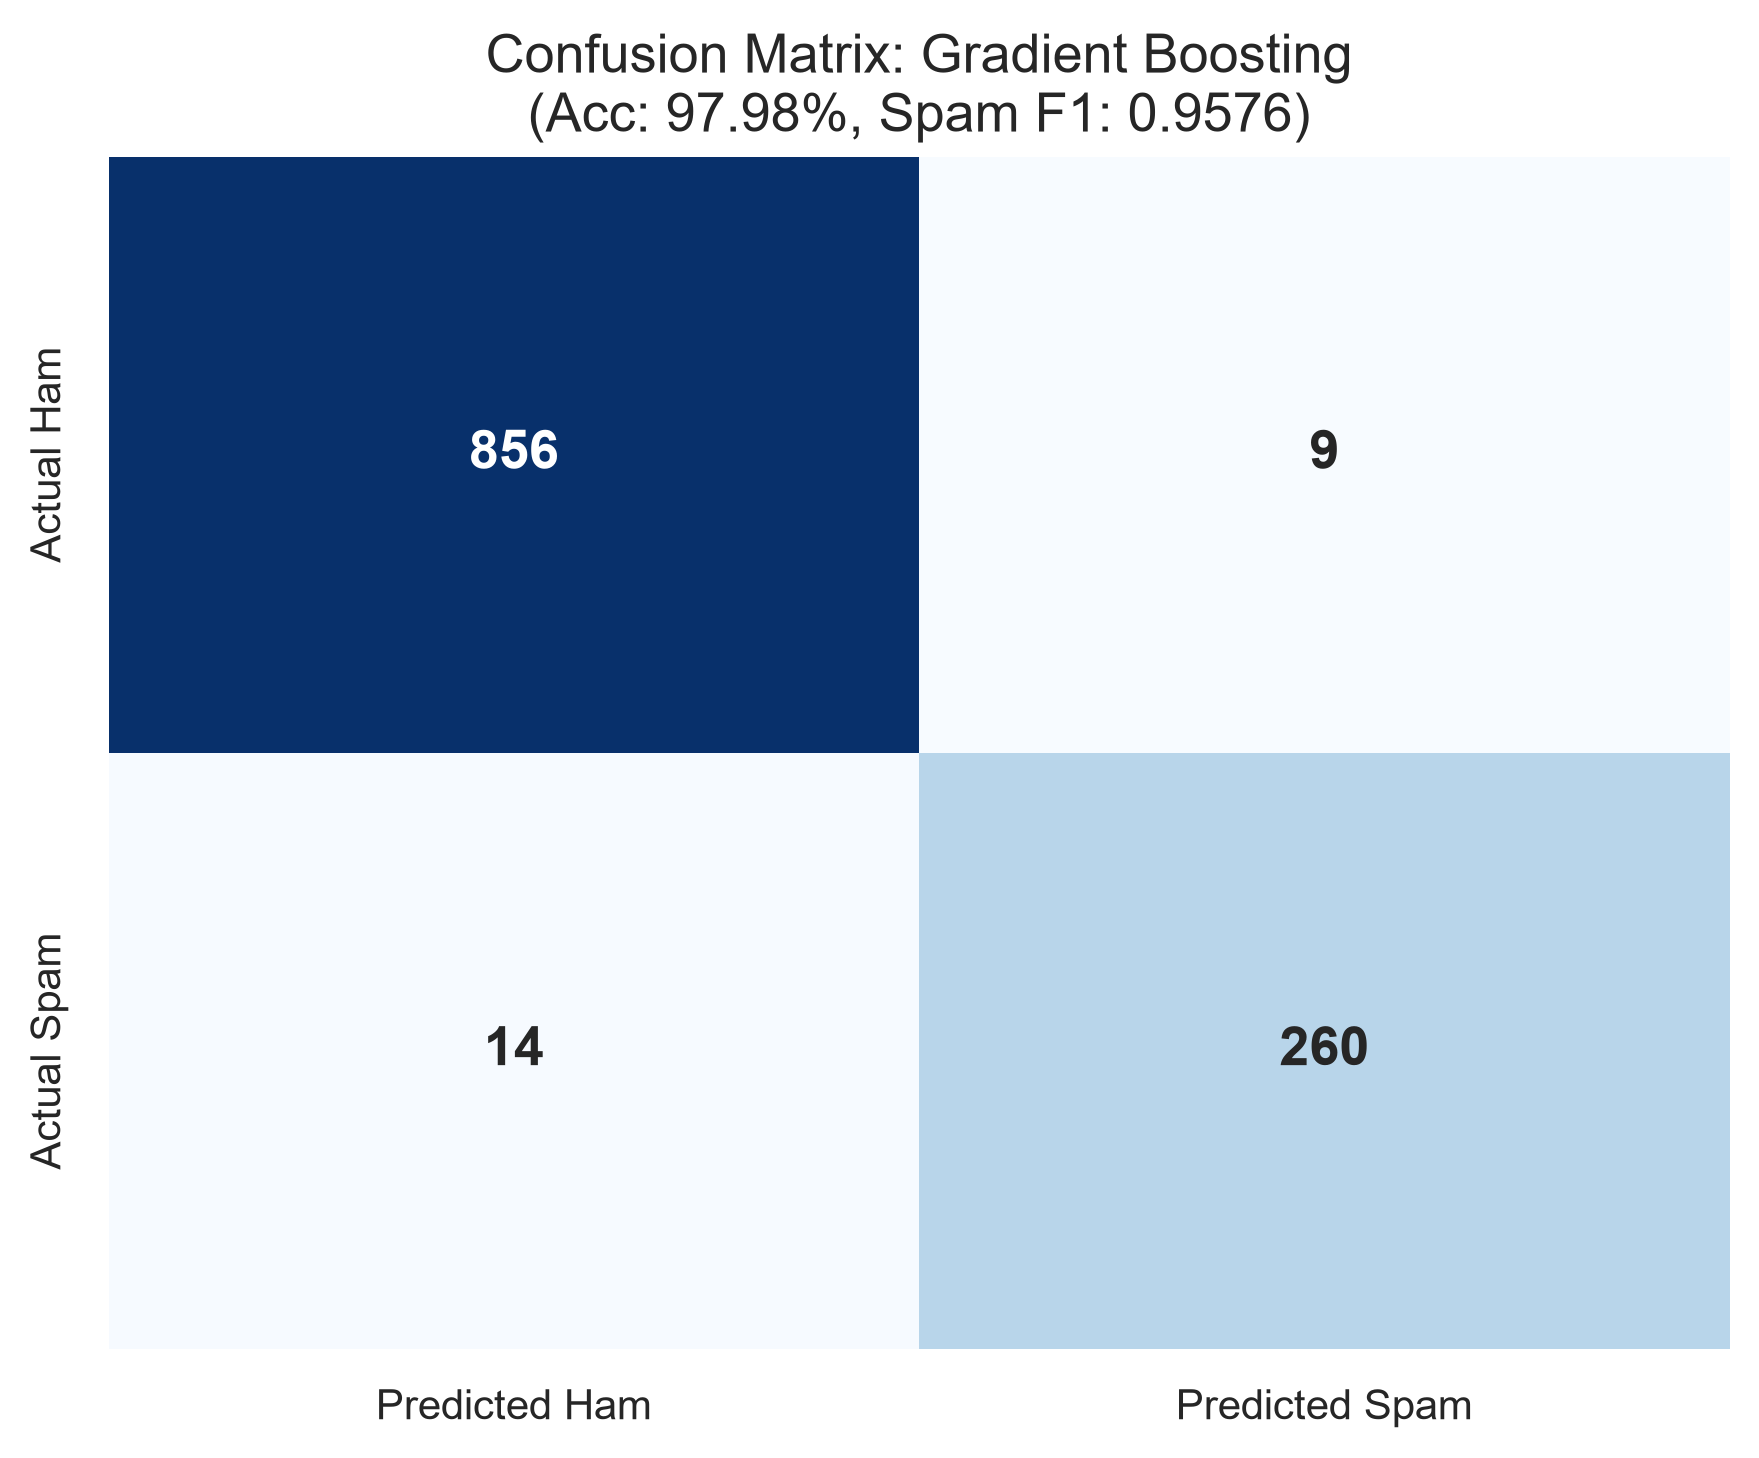 Confusion Matrix: Gradient Boosting
(Acc: 97.98%, Spam F1: 0.9576)
Actual Ham
856
9
Actual Spam
14
260
Predicted Ham
Predicted Spam